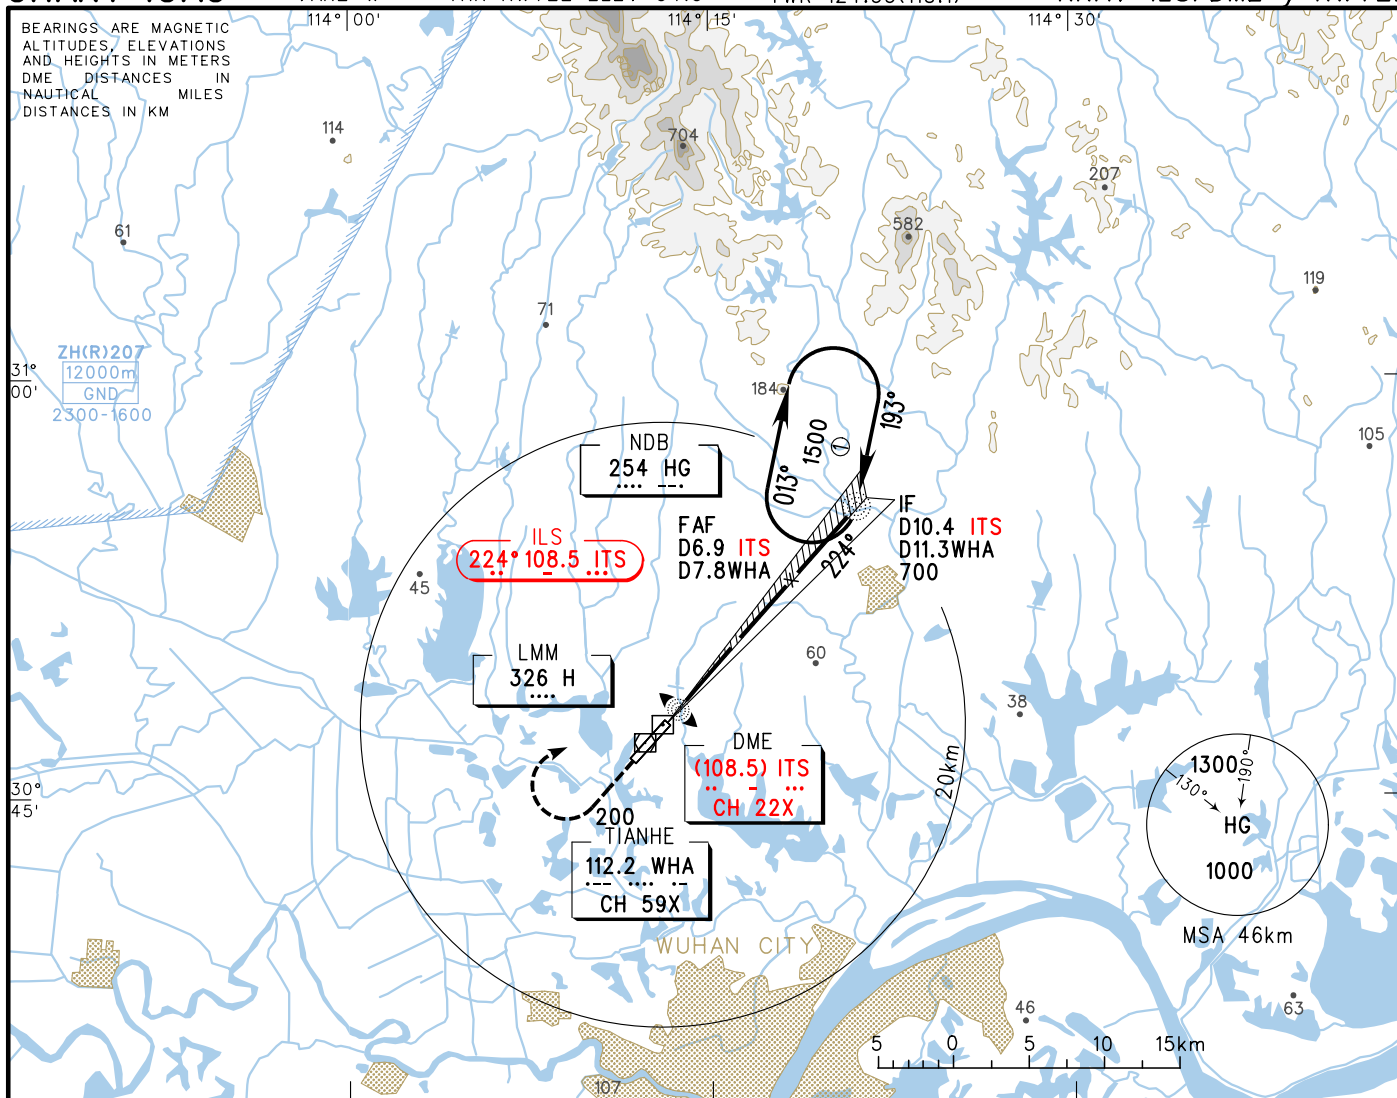 114° 00'
114° 15'
114° 30'
BEARINGS ARE MAGNETIC
ALTITUDES, ELEVATIONS
AND HEIGHTS IN METERS
DME DISTANCES IN
NAUTICAL MILES
DISTANCES IN KM
114
704
300
207
61
582
119
71
ZH(R)207
12000m
GND
2300-1600
31°
00'
184
193°
1500
1
013°
105
NDB
254 HG
ILS
224° 108.5 ITS
FAF
D6.9 ITS
D7.8WHA
IF
D10.4 ITS
D11.3WHA
700
224°
45
60
LMM
326 H
38
DME
(108.5) ITS
CH 22X
20km
1300
190°
130°
HG
1000
MSA 46km
30°
45'
200
TIANHE
112.2 WHA
CH 59X
WUHAN CITY
63
46
5 0 5 10 15km
107